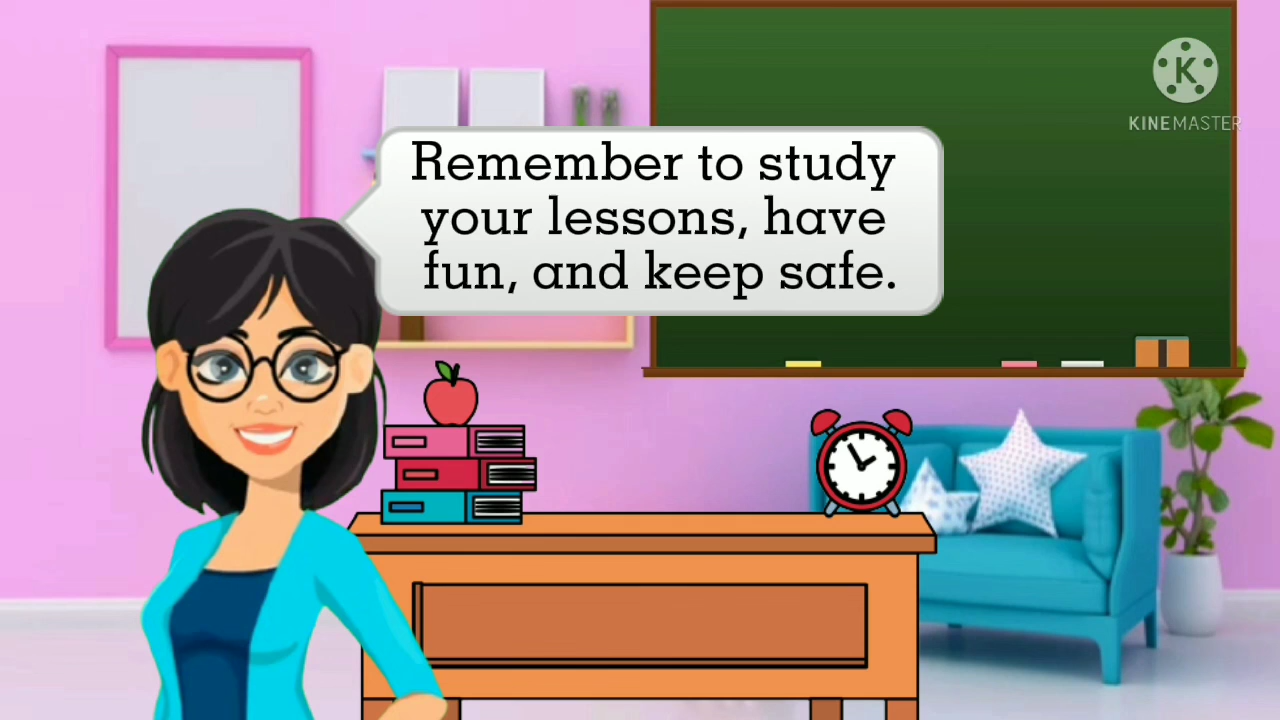 KINEMASTER
Remember to study
your lessons, have
fun, and keep safe.